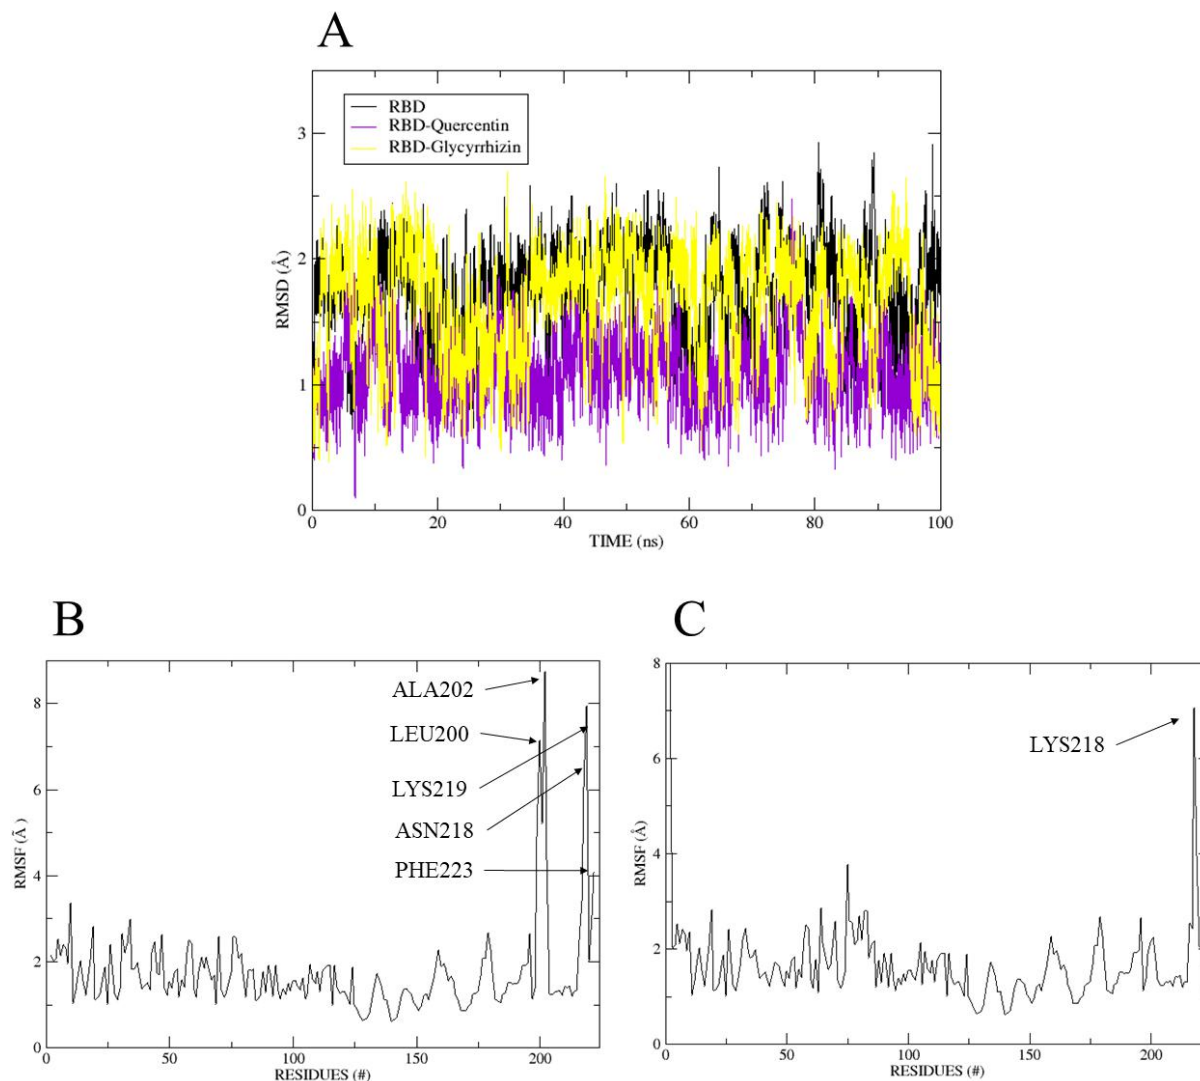 A
RBD
RBD-Quercentin
RBD-Glycyrrhizin
3
2
1
0
RMSD (Å)
0 20 40 60 80 100
TIME (ns)
B
ALA202
LEU200
LYS219
ASN218
PHE223
8
6
4
2
0
RMSF (Å )
0 50 100 150 200
RESIDUES (#)
C
LYS218
8
6
4
2
0
RMSF (Å)
0 50 100 150 200
RESIDUES (#)